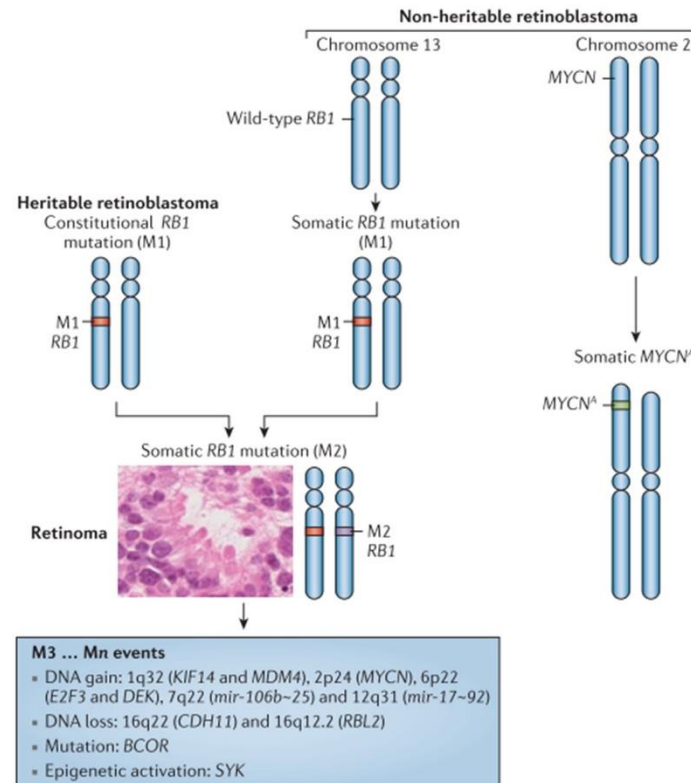 Non-heritable retinoblastoma
Chromosome 13
Chromosome 2
MYCN
Wild-type RB1
Heritable retinoblastoma
Constitutional RB1
mutation (M1)
Somatic RB1 mutation
(M1)
M1
RB1
M1
RB1
Somatic MYCNᴬ
MYCNᴬ
Somatic RB1 mutation (M2)
Retinoma
M2
RB1
M3 ... Mn events
▪ DNA gain: 1q32 (KIF14 and MDM4), 2p24 (MYCN), 6p22
(E2F3 and DEK), 7q22 (mir-106b~25) and 12q31 (mir-17~92)
▪ DNA loss: 16q22 (CDH11) and 16q12.2 (RBL2)
▪ Mutation: BCOR
▪ Epigenetic activation: SYK